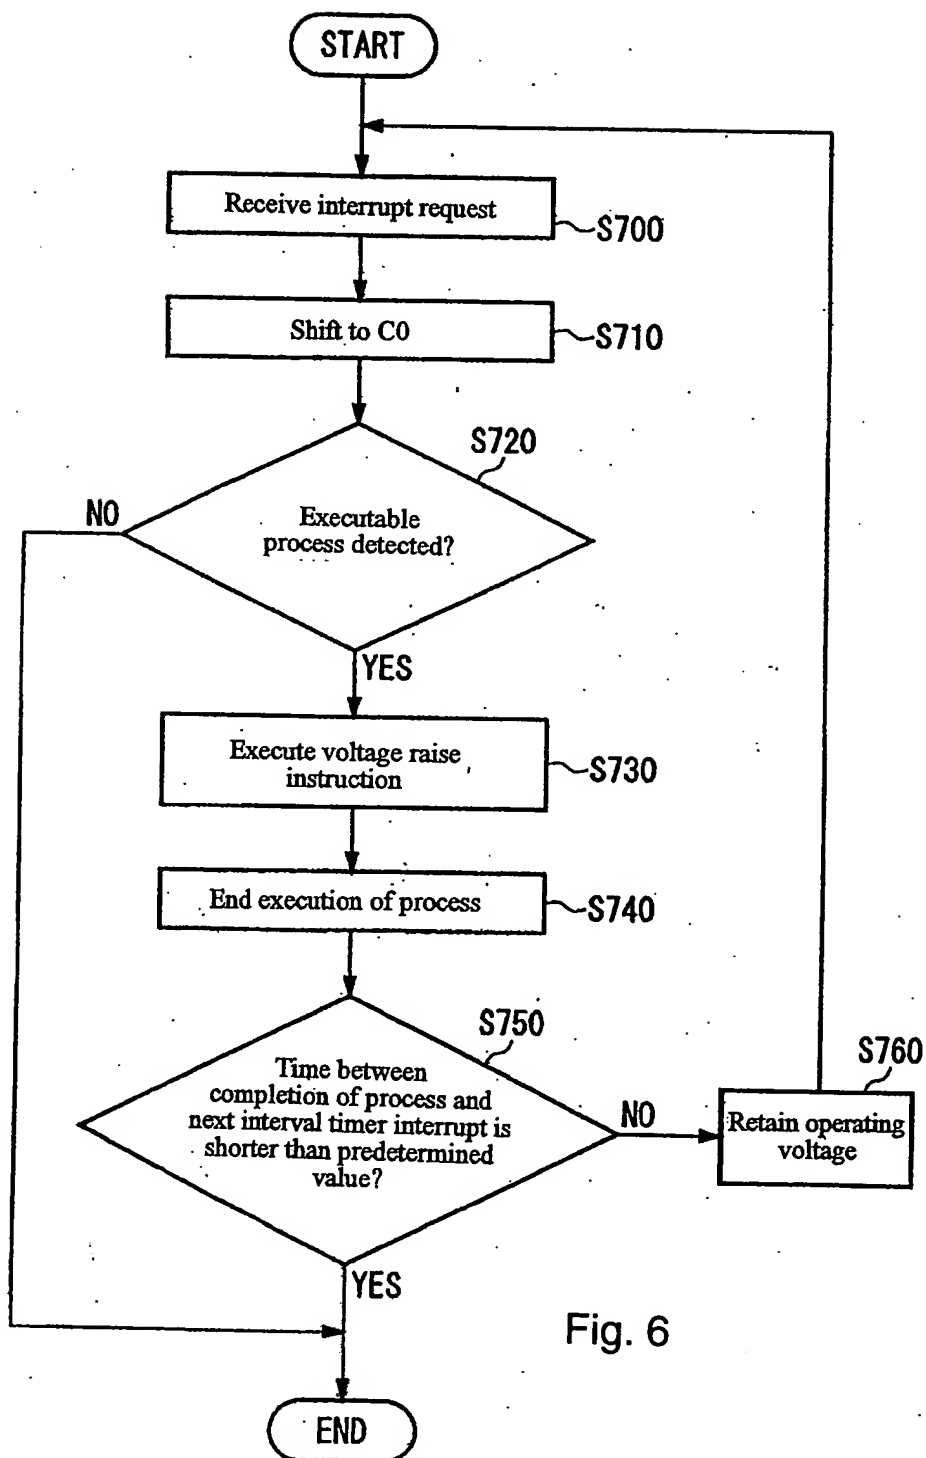 START
Receive interrupt request
S700
Shift to C0
S710
S720
NO
Executable
process detected?
YES
Execute voltage raise
instruction
S730
End execution of process
S740
S750
Time between
completion of process and
next interval timer interrupt is
shorter than predetermined
value?
NO
S760
Retain operating
voltage
YES
Fig. 6
END